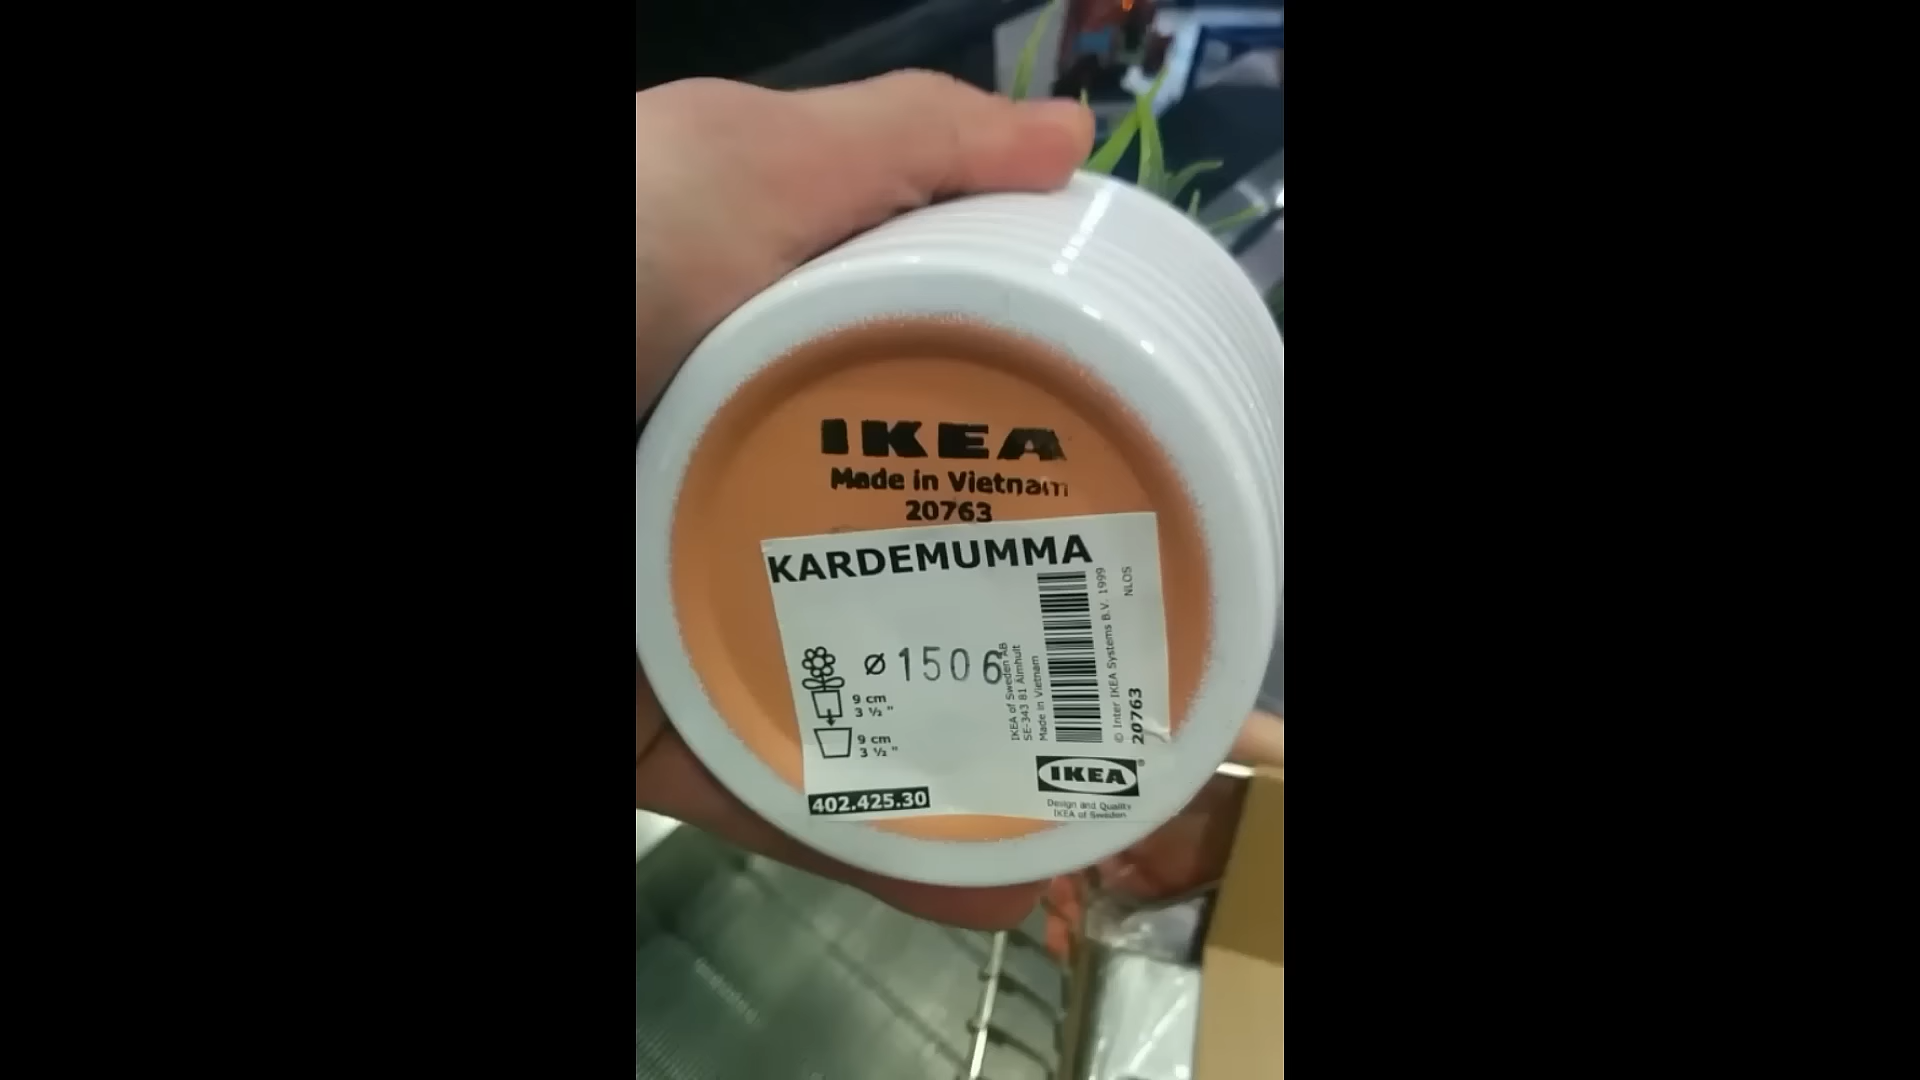 IKEA
Made in Vietnam
20763
KARDEMUMMA
Ø 1506
9 cm
3 ½ "
9 cm
3 ½ "
402.425.30
IKEA of Sweden AB
SE-343 81 Älmhult
Made in Vietnam
© Inter IKEA Systems B.V. 1999
NLOS
20763
IKEA®
Design and Quality
IKEA of Sweden